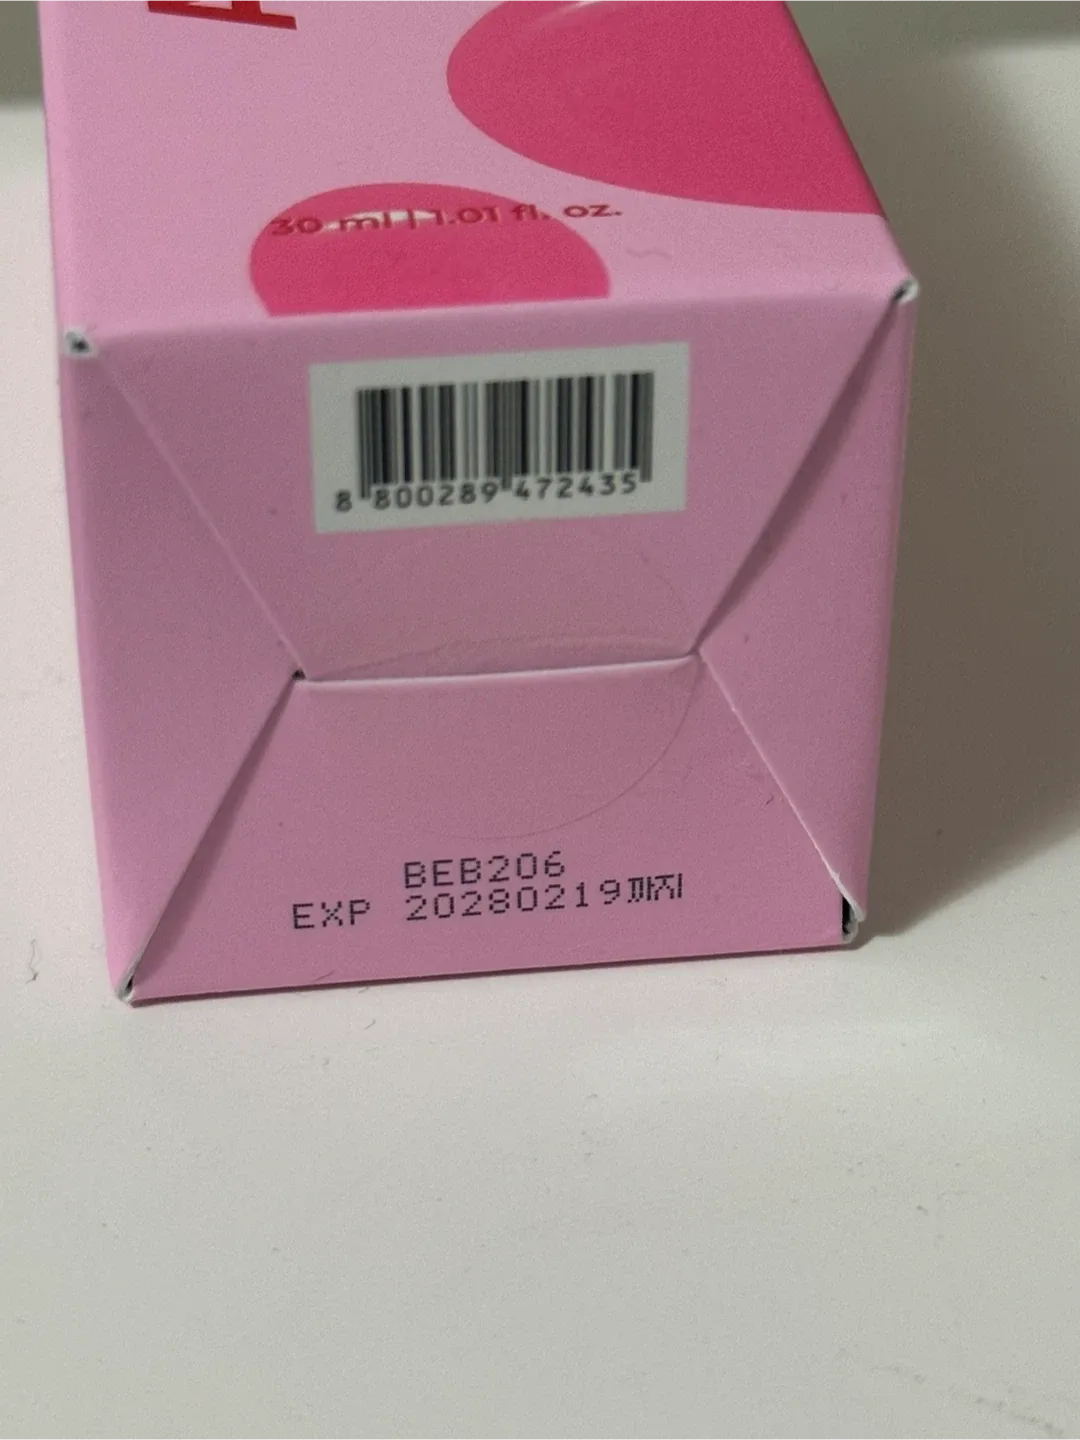 30 ml | 1.01 fl. oz.
8 800289 472435
BEB206
EXP 20280219까지